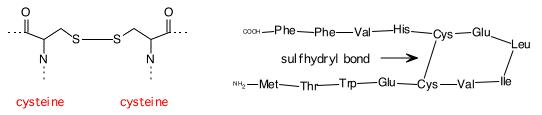 O O
S S
N N
cysteine cysteine
COOH Phe Phe Val His Cys Glu Leu
sulfhydryl bond
NH2 Met Thr Trp Glu Cys Val Ile